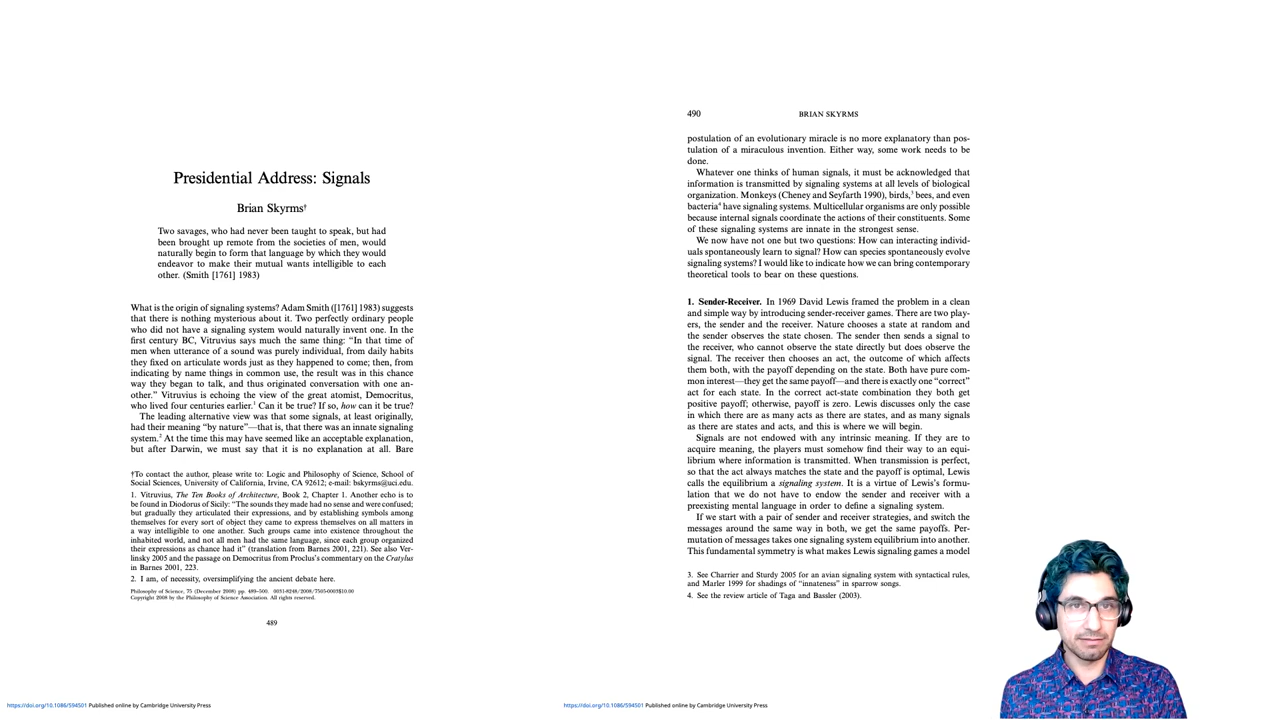 Presidential Address: Signals
Brian Skyrms†
Two savages, who had never been taught to speak, but had
been brought up remote from the societies of men, would
naturally begin to form that language by which they would
endeavor to make their mutual wants intelligible to each
other. (Smith [1761] 1983)
What is the origin of signaling systems? Adam Smith ([1761] 1983) suggests
that there is nothing mysterious about it. Two perfectly ordinary people
who did not have a signaling system would naturally invent one. In the
first century BC, Vitruvius says much the same thing: “In that time of
men when utterance of a sound was purely individual, from daily habits
they fixed on articulate words just as they happened to come; then, from
indicating by name things in common use, the result was in this chance
way they began to talk, and thus originated conversation with one an-
other.” Vitruvius is echoing the view of the great atomist, Democritus,
who lived four centuries earlier.1 Can it be true? If so, how can it be true?
The leading alternative view was that some signals, at least originally,
had their meaning “by nature”—that is, that there was an innate signaling
system.2 At the time this may have seemed like an acceptable explanation,
but after Darwin, we must say that it is no explanation at all. Bare
†To contact the author, please write to: Logic and Philosophy of Science, School of
Social Sciences, University of California, Irvine, CA 92612; e-mail: bskyrms@uci.edu.
1. Vitruvius, The Ten Books of Architecture, Book 2, Chapter 1. Another echo is to
be found in Diodorus of Sicily: “The sounds they made had no sense and were confused;
but gradually they articulated their expressions, and by establishing symbols among
themselves for every sort of object they came to express themselves on all matters in
a way intelligible to one another. Such groups came into existence throughout the
inhabited world, and not all men had the same language, since each group organized
their expressions as chance had it” (translation from Barnes 2001, 221). See also Ver-
linsky 2005 and the passage on Democritus from Proclus’s commentary on the Cratylus
in Barnes 2001, 223.
2. I am, of necessity, oversimplifying the ancient debate here.
Philosophy of Science, 75 (December 2008) pp. 489–500. 0031-8248/2008/7505-0003$10.00
Copyright 2008 by the Philosophy of Science Association. All rights reserved.
489
https://doi.org/10.1086/594501 Published online by Cambridge University Press
490 BRIAN SKYRMS
postulation of an evolutionary miracle is no more explanatory than pos-
tulation of a miraculous invention. Either way, some work needs to be
done.
Whatever one thinks of human signals, it must be acknowledged that
information is transmitted by signaling systems at all levels of biological
organization. Monkeys (Cheney and Seyfarth 1990), birds,3 bees, and even
bacteria4 have signaling systems. Multicellular organisms are only possible
because internal signals coordinate the actions of their constituents. Some
of these signaling systems are innate in the strongest sense.
We now have not one but two questions: How can interacting individ-
uals spontaneously learn to signal? How can species spontaneously evolve
signaling systems? I would like to indicate how we can bring contemporary
theoretical tools to bear on these questions.
1. Sender-Receiver. In 1969 David Lewis framed the problem in a clean
and simple way by introducing sender-receiver games. There are two play-
ers, the sender and the receiver. Nature chooses a state at random and
the sender observes the state chosen. The sender then sends a signal to
the receiver, who cannot observe the state directly but does observe the
signal. The receiver then chooses an act, the outcome of which affects
them both, with the payoff depending on the state. Both have pure com-
mon interest—they get the same payoff—and there is exactly one “correct”
act for each state. In the correct act-state combination they both get
positive payoff; otherwise, payoff is zero. Lewis discusses only the case
in which there are as many acts as there are states, and as many signals
as there are states and acts, and this is where we will begin.
Signals are not endowed with any intrinsic meaning. If they are to
acquire meaning, the players must somehow find their way to an equi-
librium where information is transmitted. When transmission is perfect,
so that the act always matches the state and the payoff is optimal, Lewis
calls the equilibrium a signaling system. It is a virtue of Lewis’s formu-
lation that we do not have to endow the sender and receiver with a
preexisting mental language in order to define a signaling system.
If we start with a pair of sender and receiver strategies, and switch the
messages around the same way in both, we get the same payoffs. Per-
mutation of messages takes one signaling system equilibrium into another.
This fundamental symmetry is what makes Lewis signaling games a model
3. See Charrier and Sturdy 2005 for an avian signaling system with syntactical rules,
and Marler 1999 for shadings of “innateness” in sparrow songs.
4. See the review article of Taga and Bassler (2003).
https://doi.org/10.1086/594501 Published online by Cambridge University Press